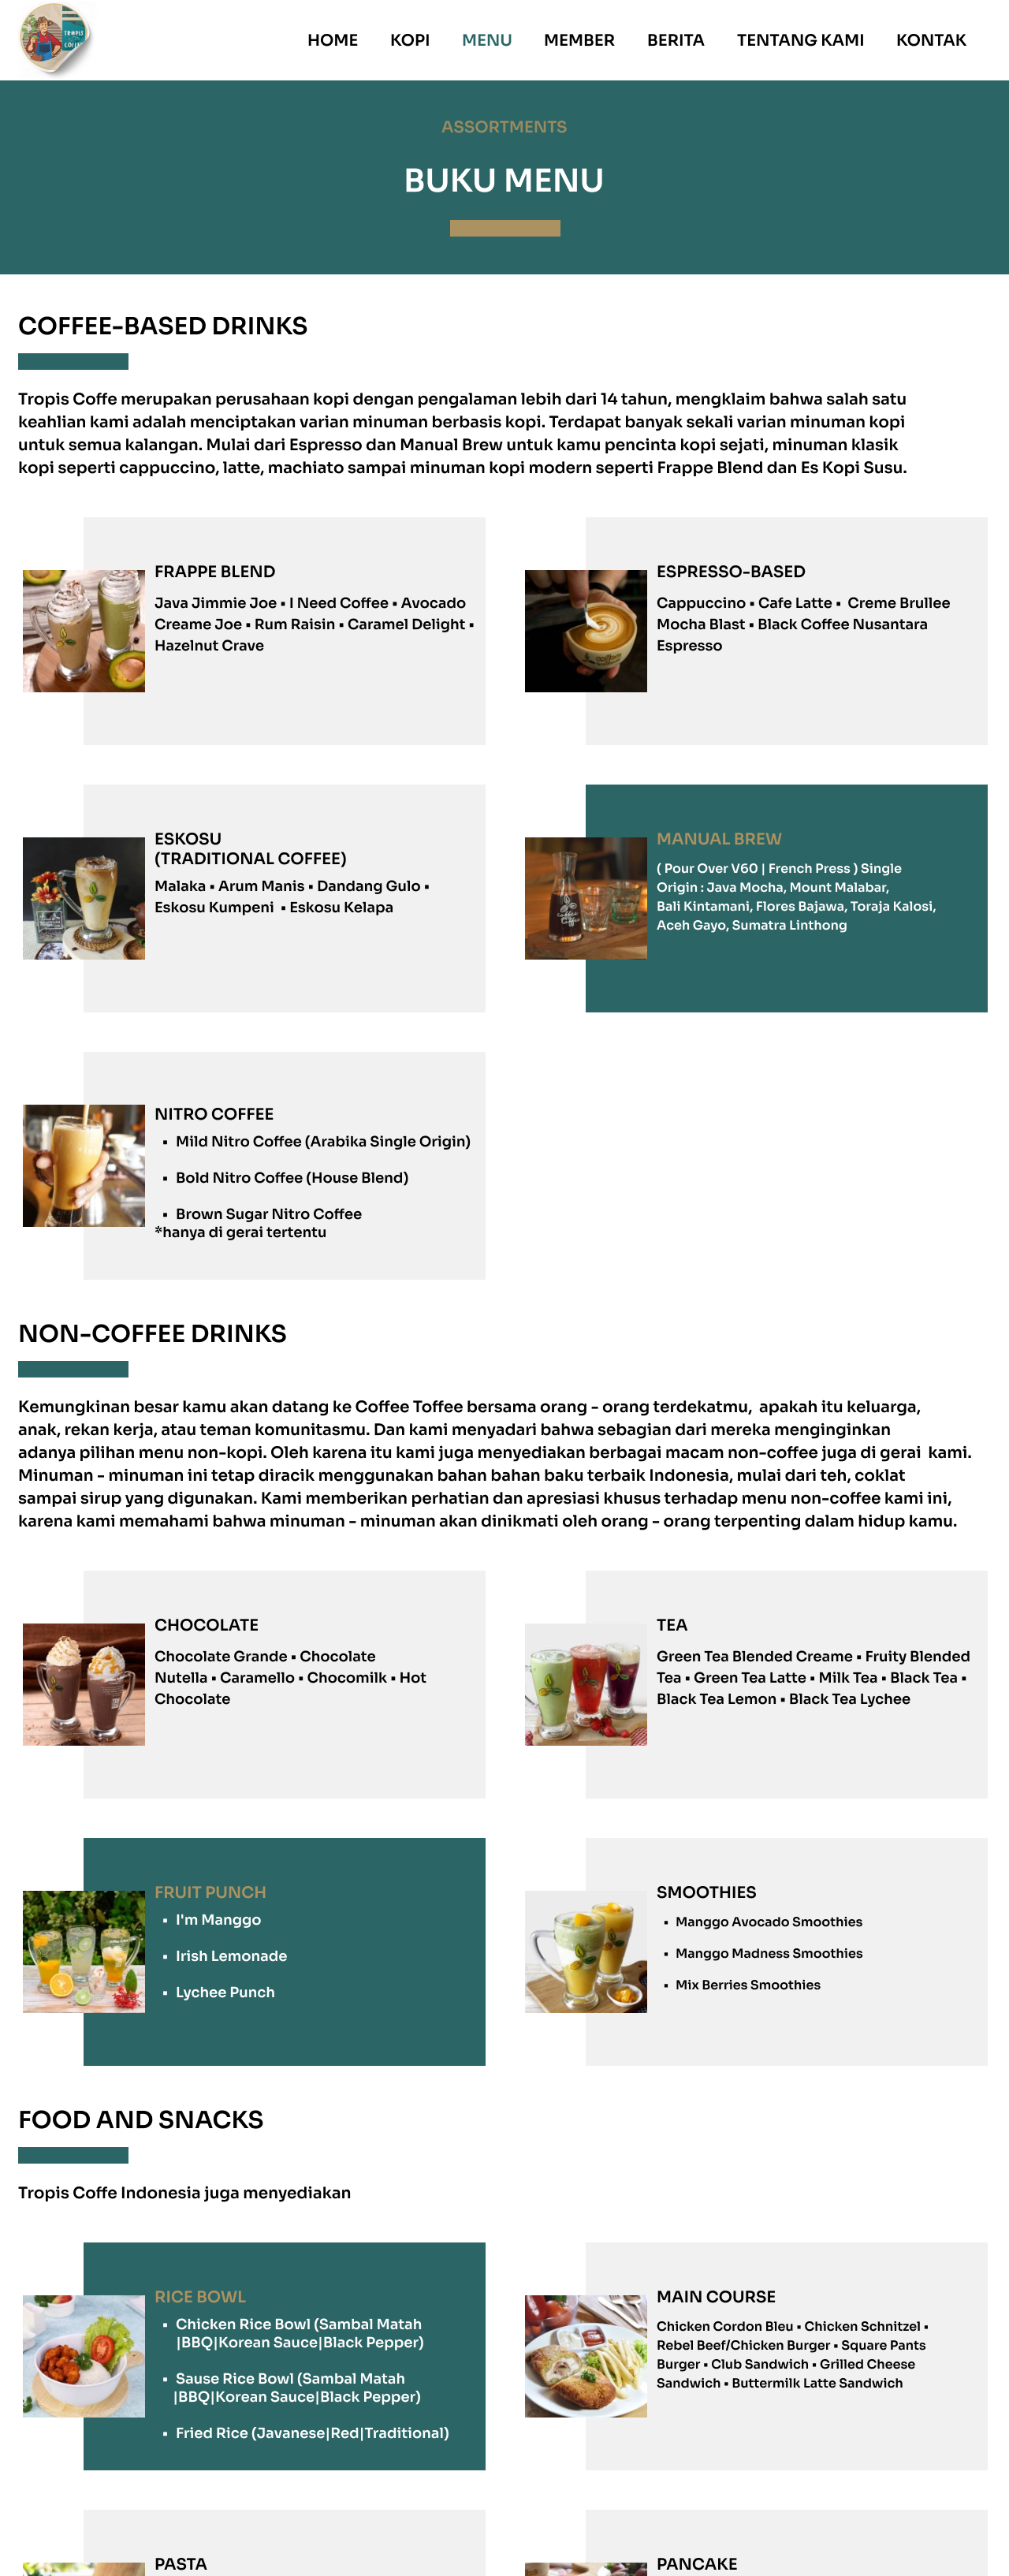 TROPIS
HOME KOPI MENU MEMBER BERITA TENTANG KAMI KONTAK
ASSORTMENTS
BUKU MENU
COFFEE-BASED DRINKS
Tropis Coffe merupakan perusahaan kopi dengan pengalaman lebih dari 14 tahun, mengklaim bahwa salah satu
keahlian kami adalah menciptakan varian minuman berbasis kopi. Terdapat banyak sekali varian minuman kopi
untuk semua kalangan. Mulai dari Espresso dan Manual Brew untuk kamu pencinta kopi sejati, minuman klasik
kopi seperti cappuccino, latte, machiato sampai minuman kopi modern seperti Frappe Blend dan Es Kopi Susu.
FRAPPE BLEND
Java Jimmie Joe • I Need Coffee • Avocado
Creame Joe • Rum Raisin • Caramel Delight •
Hazelnut Crave
ESPRESSO-BASED
Cappuccino • Cafe Latte • Creme Brullee
Mocha Blast • Black Coffee Nusantara
Espresso
ESKOSU
(TRADITIONAL COFFEE)
Malaka • Arum Manis • Dandang Gulo •
Eskosu Kumpeni • Eskosu Kelapa
MANUAL BREW
( Pour Over V60 | French Press ) Single
Origin : Java Mocha, Mount Malabar,
Bali Kintamani, Flores Bajawa, Toraja Kalosi,
Aceh Gayo, Sumatra Linthong
NITRO COFFEE
• Mild Nitro Coffee (Arabika Single Origin)
• Bold Nitro Coffee (House Blend)
• Brown Sugar Nitro Coffee
*hanya di gerai tertentu
NON-COFFEE DRINKS
Kemungkinan besar kamu akan datang ke Coffee Toffee bersama orang - orang terdekatmu, apakah itu keluarga,
anak, rekan kerja, atau teman komunitasmu. Dan kami menyadari bahwa sebagian dari mereka menginginkan
adanya pilihan menu non-kopi. Oleh karena itu kami juga menyediakan berbagai macam non-coffee juga di gerai kami.
Minuman - minuman ini tetap diracik menggunakan bahan bahan baku terbaik Indonesia, mulai dari teh, coklat
sampai sirup yang digunakan. Kami memberikan perhatian dan apresiasi khusus terhadap menu non-coffee kami ini,
karena kami memahami bahwa minuman - minuman akan dinikmati oleh orang - orang terpenting dalam hidup kamu.
CHOCOLATE
Chocolate Grande • Chocolate
Nutella • Caramello • Chocomilk • Hot
Chocolate
TEA
Green Tea Blended Creame • Fruity Blended
Tea • Green Tea Latte • Milk Tea • Black Tea •
Black Tea Lemon • Black Tea Lychee
FRUIT PUNCH
• I'm Manggo
• Irish Lemonade
• Lychee Punch
SMOOTHIES
• Manggo Avocado Smoothies
• Manggo Madness Smoothies
• Mix Berries Smoothies
FOOD AND SNACKS
Tropis Coffe Indonesia juga menyediakan
RICE BOWL
• Chicken Rice Bowl (Sambal Matah
|BBQ|Korean Sauce|Black Pepper)
• Sause Rice Bowl (Sambal Matah
|BBQ|Korean Sauce|Black Pepper)
• Fried Rice (Javanese|Red|Traditional)
MAIN COURSE
Chicken Cordon Bleu • Chicken Schnitzel •
Rebel Beef/Chicken Burger • Square Pants
Burger • Club Sandwich • Grilled Cheese
Sandwich • Buttermilk Latte Sandwich
PASTA
PANCAKE